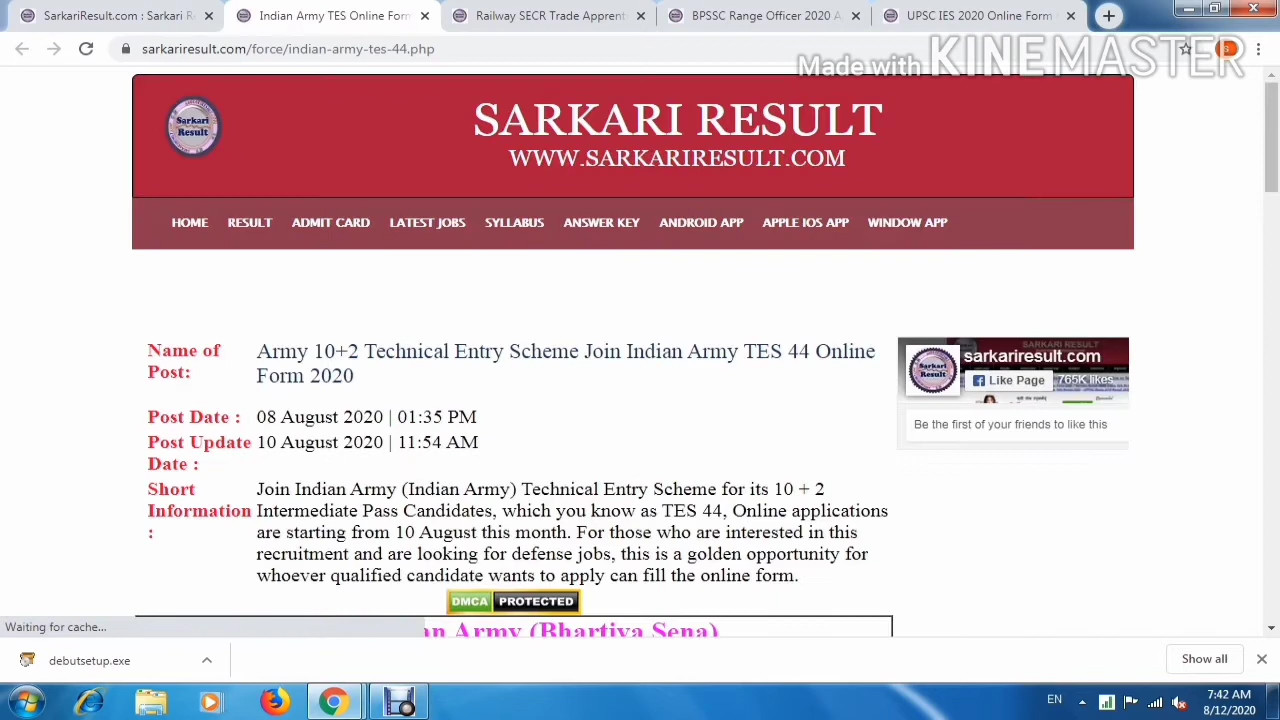 SarkariResult.com : Sarkari R
Indian Army TES Online Form
Railway SECR Trade Apprent
BPSSC Range Officer 2020 A
UPSC IES 2020 Online Form
sarkariresult.com/force/indian-army-tes-44.php
Made with KINEMASTER
Sarkari Result
SARKARI RESULT
WWW.SARKARIRESULT.COM
HOME RESULT ADMIT CARD LATEST JOBS SYLLABUS ANSWER KEY ANDROID APP APPLE IOS APP WINDOW APP
Name of Post: Army 10+2 Technical Entry Scheme Join Indian Army TES 44 Online
Form 2020
Post Date : 08 August 2020 | 01:35 PM
Post Update Date : 10 August 2020 | 11:54 AM
Short Information : Join Indian Army (Indian Army) Technical Entry Scheme for its 10 + 2
Intermediate Pass Candidates, which you know as TES 44, Online applications
are starting from 10 August this month. For those who are interested in this
recruitment and are looking for defense jobs, this is a golden opportunity for
whoever qualified candidate wants to apply can fill the online form.
sarkariresult.com
Like Page 765K likes
Be the first of your friends to like this
DMCA PROTECTED
an Army (Bhartiya Sena)
Waiting for cache...
debutsetup.exe
Show all
EN
7:42 AM
8/12/2020